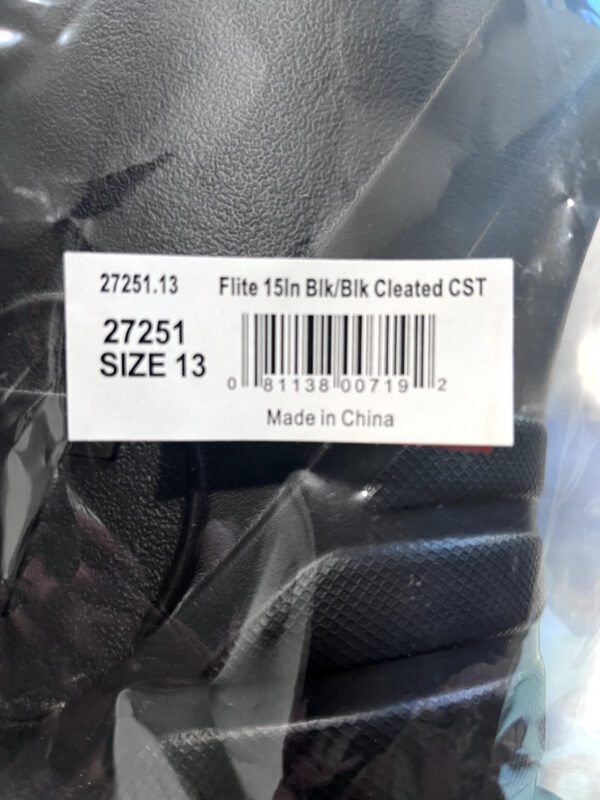 27251.13 Flite 15In Blk/Blk Cleated CST
27251
SIZE 13
0 81138 00719 2
Made in China